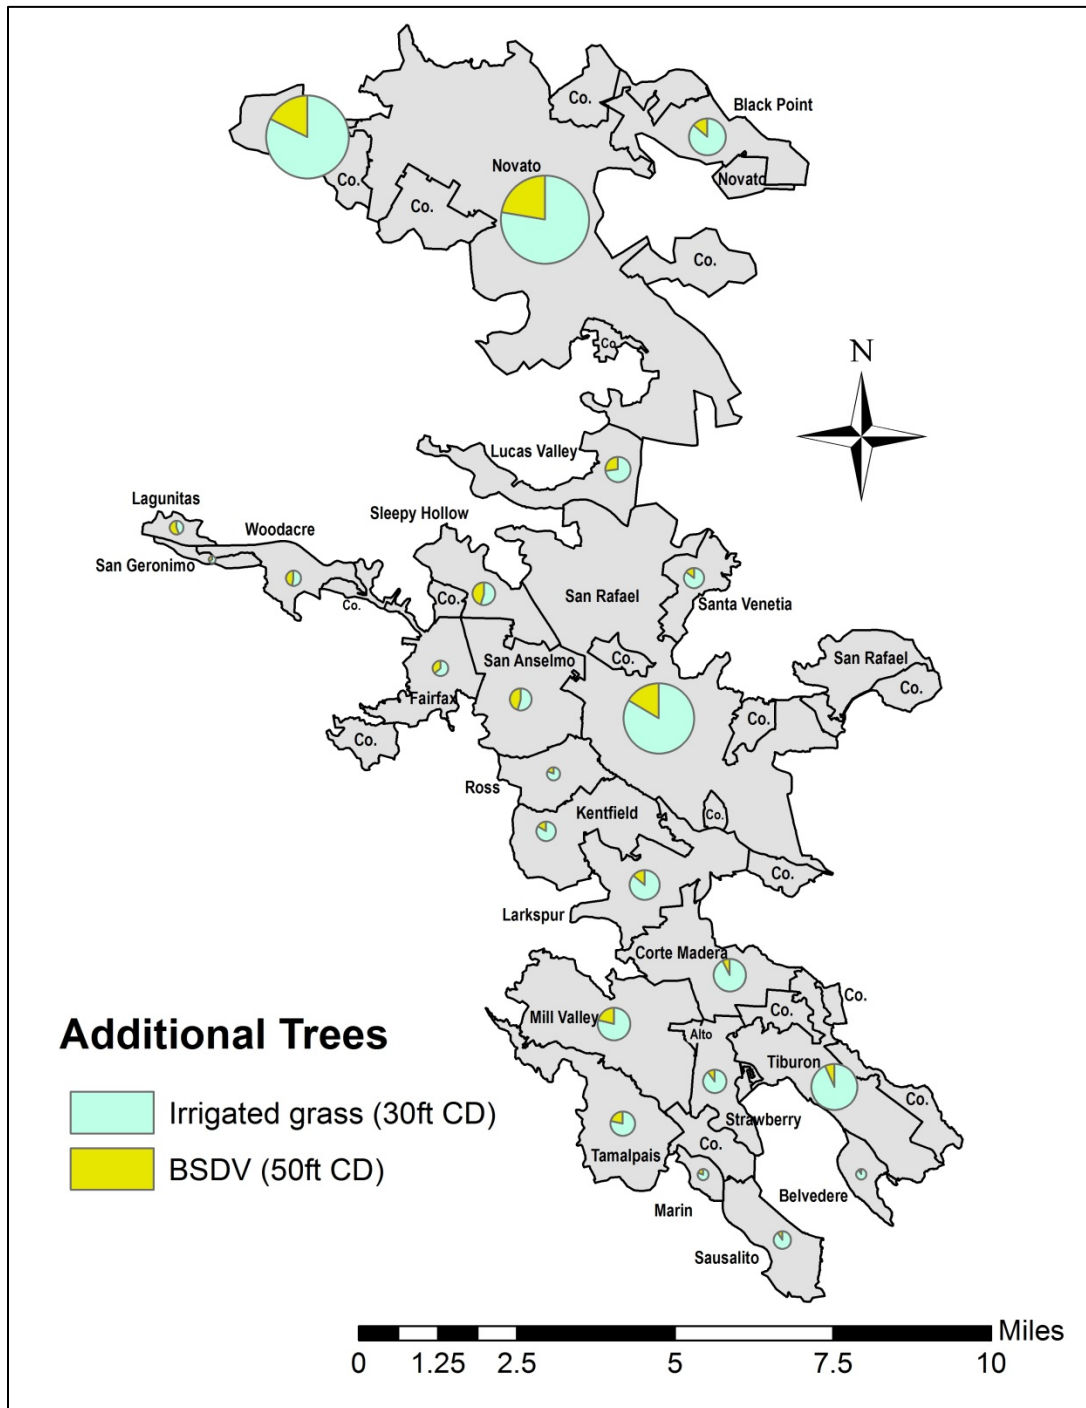 Co.
Black Point
Novato
Co.
Novato
Co.
Co.
Co
N
Lucas Valley
Lagunitas
Sleepy Hollow
Woodacre
San Geronimo
San Rafael
Co.
Co.
Santa Venetia
San Anselmo
Co.
San Rafael
Co.
Fairfax
Co.
Co.
Ross
Kentfield
Co.
Co.
Larkspur
Corte Madera
Co.
Co.
Mill Valley
Alto
Tiburon
Co.
Strawberry
Co.
Tamalpais
Belvedere
Marin
Sausalito
Additional Trees
Irrigated grass (30ft CD)
BSDV (50ft CD)
Miles
0 1.25 2.5 5 7.5 10